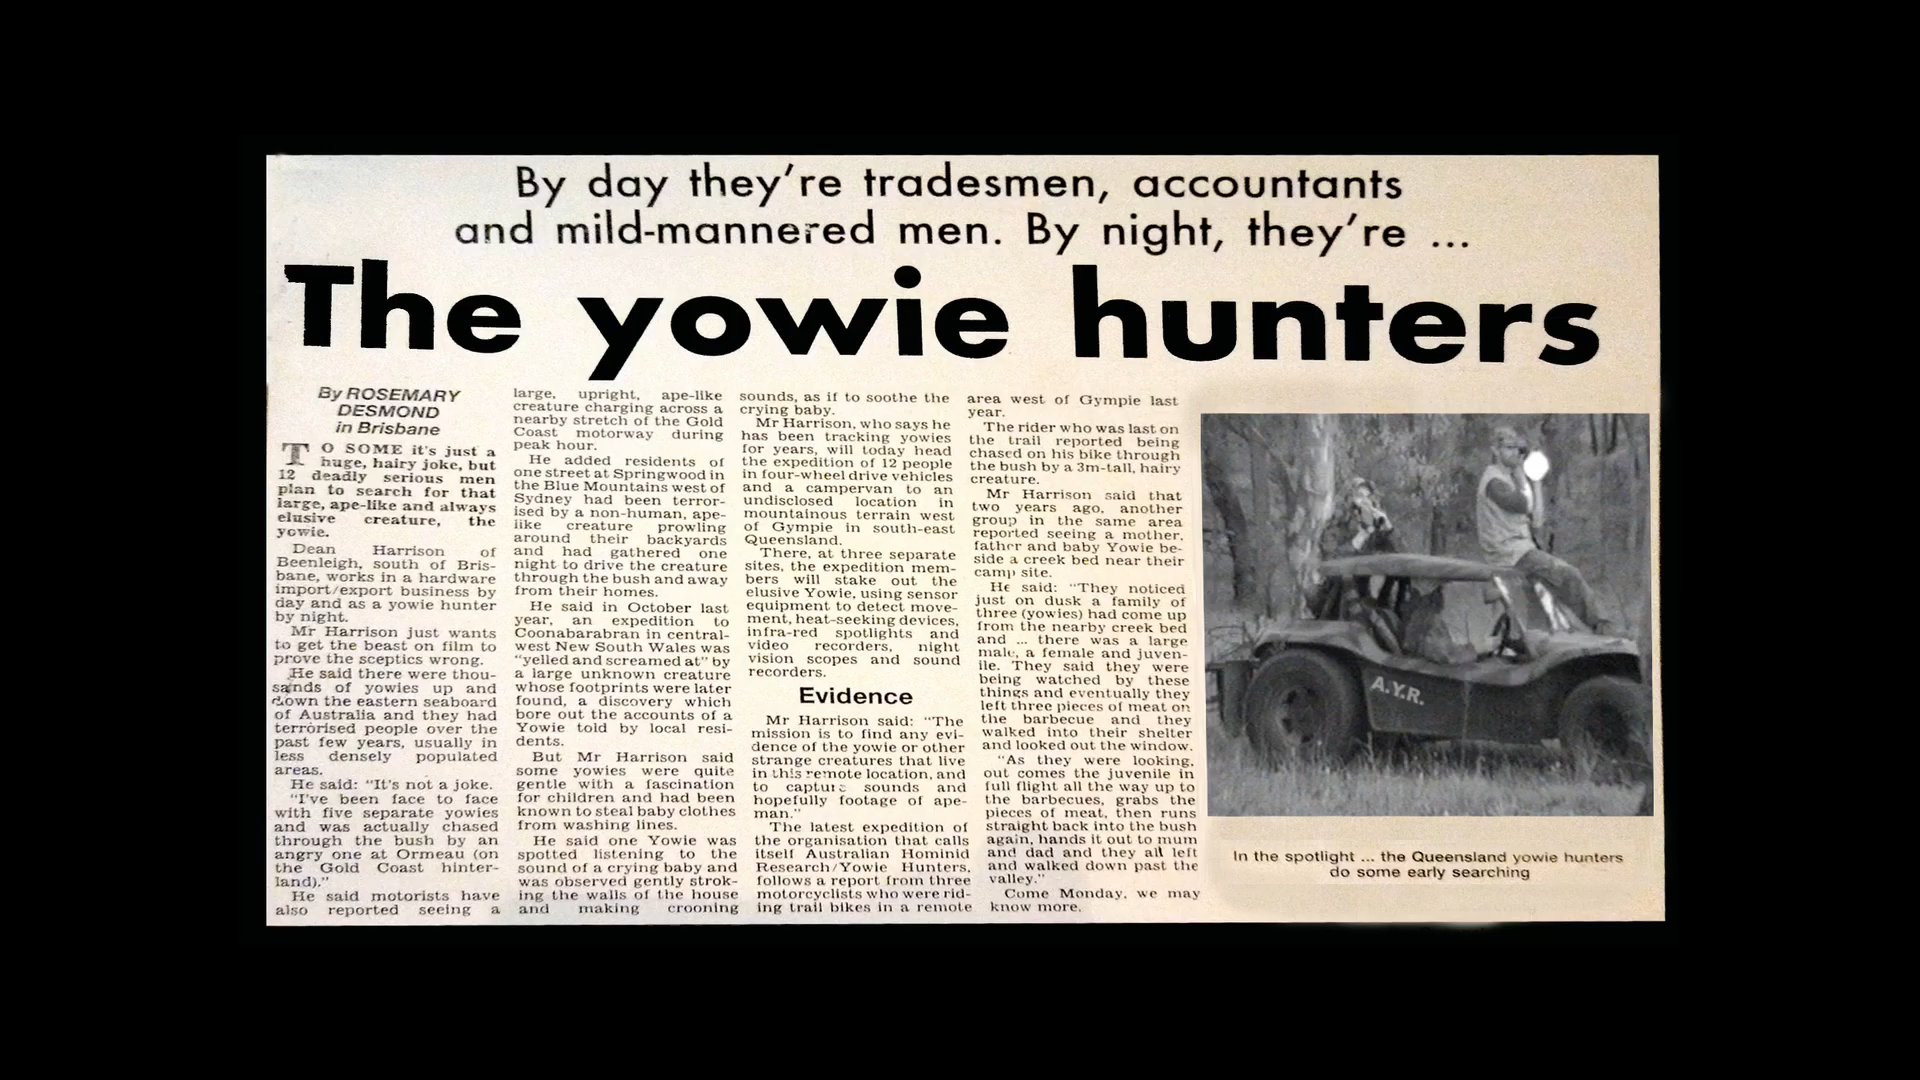 By day they're tradesmen, accountants
and mild-mannered men. By night, they're ...
The yowie hunters
By ROSEMARY
DESMOND
in Brisbane
TO SOME it's just a
huge, hairy joke, but
12 deadly serious men
plan to search for that
large, ape-like and always
elusive creature, the
yowie.
Dean Harrison of
Beenleigh, south of Bris-
bane, works in a hardware
import/export business by
day and as a yowie hunter
by night.
Mr Harrison just wants
to get the beast on film to
prove the sceptics wrong.
He said there were thou-
sands of yowies up and
down the eastern seaboard
of Australia and they had
terrorised people over the
past few years, usually in
less densely populated
areas.
He said: "It's not a joke.
"I've been face to face
with five separate yowies
and was actually chased
through the bush by an
angry one at Ormeau (on
the Gold Coast hinter-
land)."
He said motorists have
also reported seeing a
large, upright, ape-like
creature charging across a
nearby stretch of the Gold
Coast motorway during
peak hour.
He added residents of
one street at Springwood in
the Blue Mountains west of
Sydney had been terror-
ised by a non-human, ape-
like creature prowling
around their backyards
and had gathered one
night to drive the creature
through the bush and away
from their homes.
He said in October last
year, an expedition to
Coonabarabran in central-
west New South Wales was
"yelled and screamed at" by
a large unknown creature
whose footprints were later
found, a discovery which
bore out the accounts of a
Yowie told by local resi-
dents.
But Mr Harrison said
some yowies were quite
gentle with a fascination
for children and had been
known to steal baby clothes
from washing lines.
He said one Yowie was
spotted listening to the
sound of a crying baby and
was observed gently strok-
ing the walls of the house
and making crooning
sounds, as if to soothe the
crying baby.
Mr Harrison, who says he
has been tracking yowies
for years, will today head
the expedition of 12 people
in four-wheel drive vehicles
and a campervan to an
undisclosed location in
mountainous terrain west
of Gympie in south-east
Queensland.
There, at three separate
sites, the expedition mem-
bers will stake out the
elusive Yowie, using sensor
equipment to detect move-
ment, heat-seeking devices,
infra-red spotlights and
video recorders, night
vision scopes and sound
recorders.
Evidence
Mr Harrison said: "The
mission is to find any evi-
dence of the yowie or other
strange creatures that live
in this remote location, and
to capture sounds and
hopefully footage of ape-
man."
The latest expedition of
the organisation that calls
itself Australian Hominid
Research/Yowie Hunters,
follows a report from three
motorcyclists who were rid-
ing trail bikes in a remote
area west of Gympie last
year.
The rider who was last on
the trail reported being
chased on his bike through
the bush by a 3m-tall, hairy
creature.
Mr Harrison said that
two years ago, another
group in the same area
reported seeing a mother,
father and baby Yowie be-
side a creek bed near their
camp site.
He said: "They noticed
just on dusk a family of
three (yowies) had come up
from the nearby creek bed
and ... there was a large
male, a female and juven-
ile. They said they were
being watched by these
things and eventually they
left three pieces of meat on
the barbecue and they
walked into their shelter
and looked out the window.
"As they were looking,
out comes the juvenile in
full flight all the way up to
the barbecues, grabs the
pieces of meat, then runs
straight back into the bush
again, hands it out to mum
and dad and they all left
and walked down past the
valley."
Come Monday, we may
know more.
A.Y.R.
In the spotlight ... the Queensland yowie hunters
do some early searching